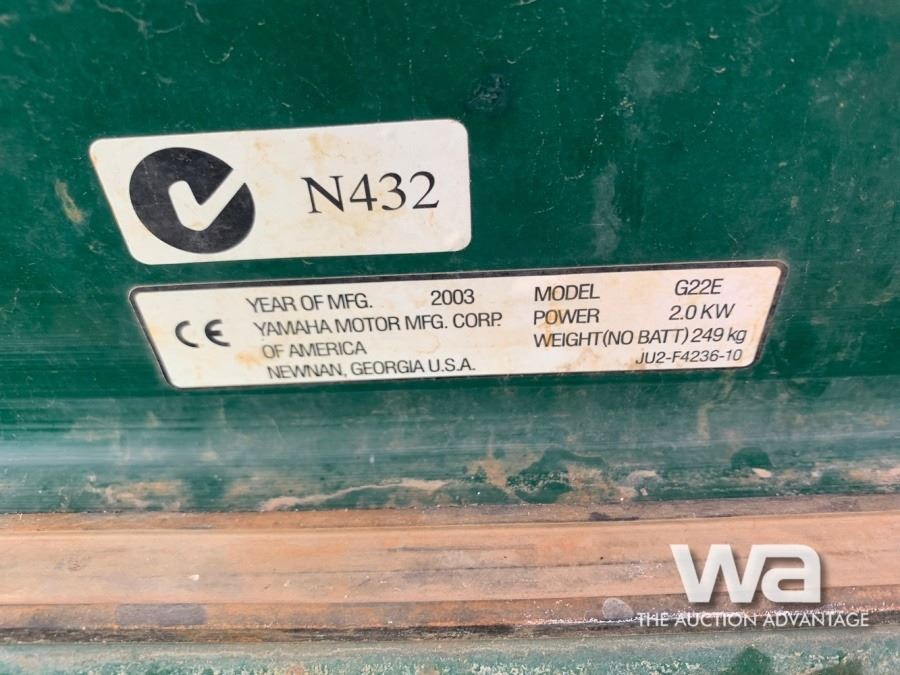 N432
CE
YEAR OF MFG. 2003
YAMAHA MOTOR MFG. CORP.
OF AMERICA
NEWNAN, GEORGIA U.S.A.
MODEL G22E
POWER 2.0 KW
WEIGHT(NO BATT) 249 kg
JU2-F4236-10
wa
THE AUCTION ADVANTAGE